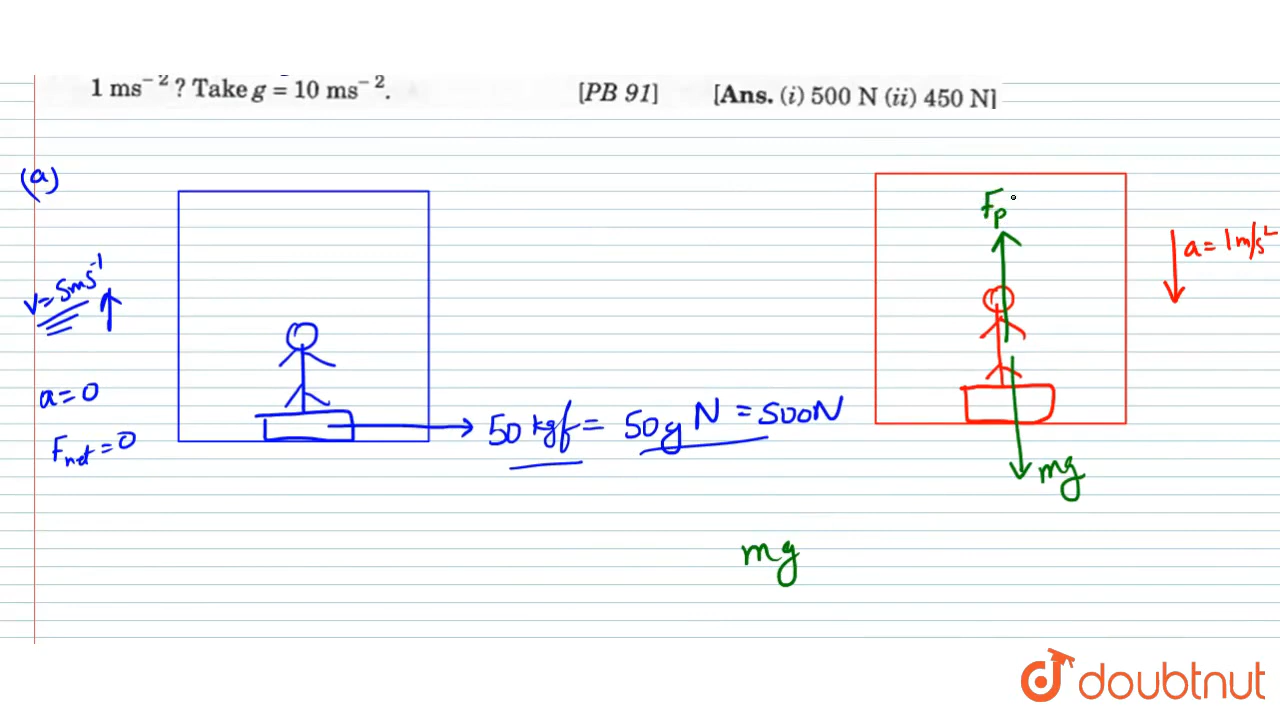 1 ms⁻² ? Take g = 10 ms⁻². [PB 91] [Ans. (i) 500 N (ii) 450 N]
(a)
Fp
a = 1 m/s²
v = 5ms⁻¹
a = 0
50 kgf = 50g N = 500N
Fnet = 0
mg
mg
doubtnut